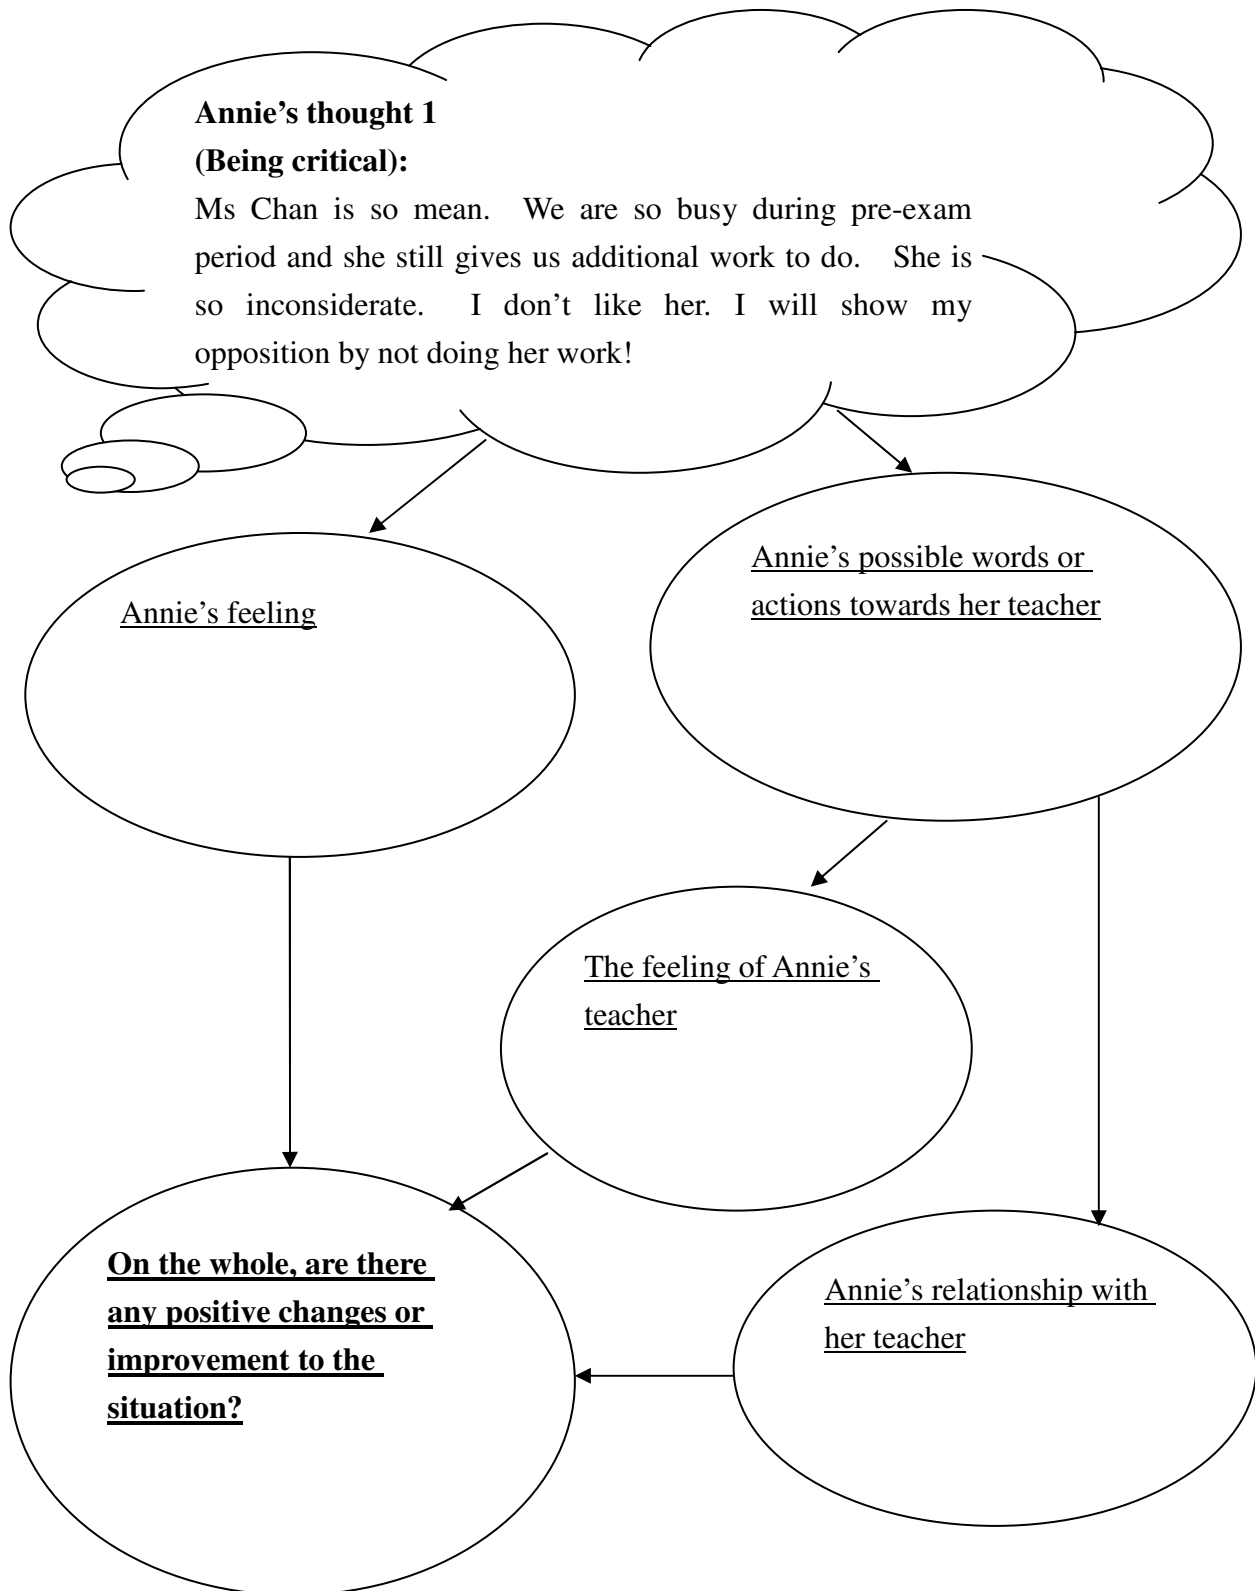 Annie’s thought 1
(Being critical):
Ms Chan is so mean. We are so busy during pre-exam
period and she still gives us additional work to do. She is
so inconsiderate. I don’t like her. I will show my
opposition by not doing her work!
Annie’s feeling
Annie’s possible words or
actions towards her teacher
The feeling of Annie’s
teacher
On the whole, are there
any positive changes or
improvement to the
situation?
Annie’s relationship with
her teacher